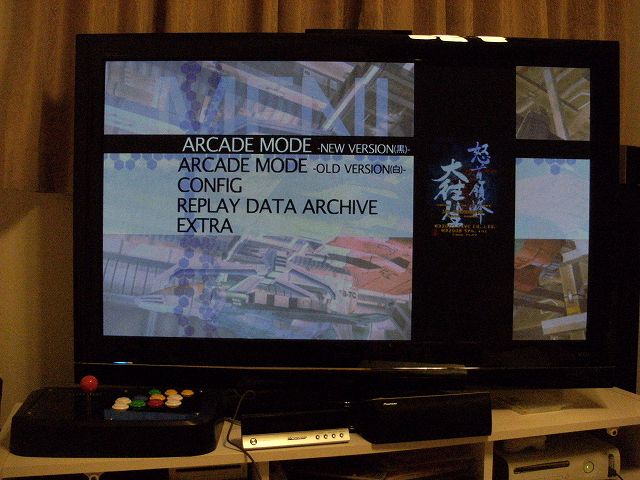 MENU
ARCADE MODE -NEW VERSION(黒)-
ARCADE MODE -OLD VERSION(白)-
CONFIG
REPLAY DATA ARCHIVE
EXTRA
怒首領蜂
大往生